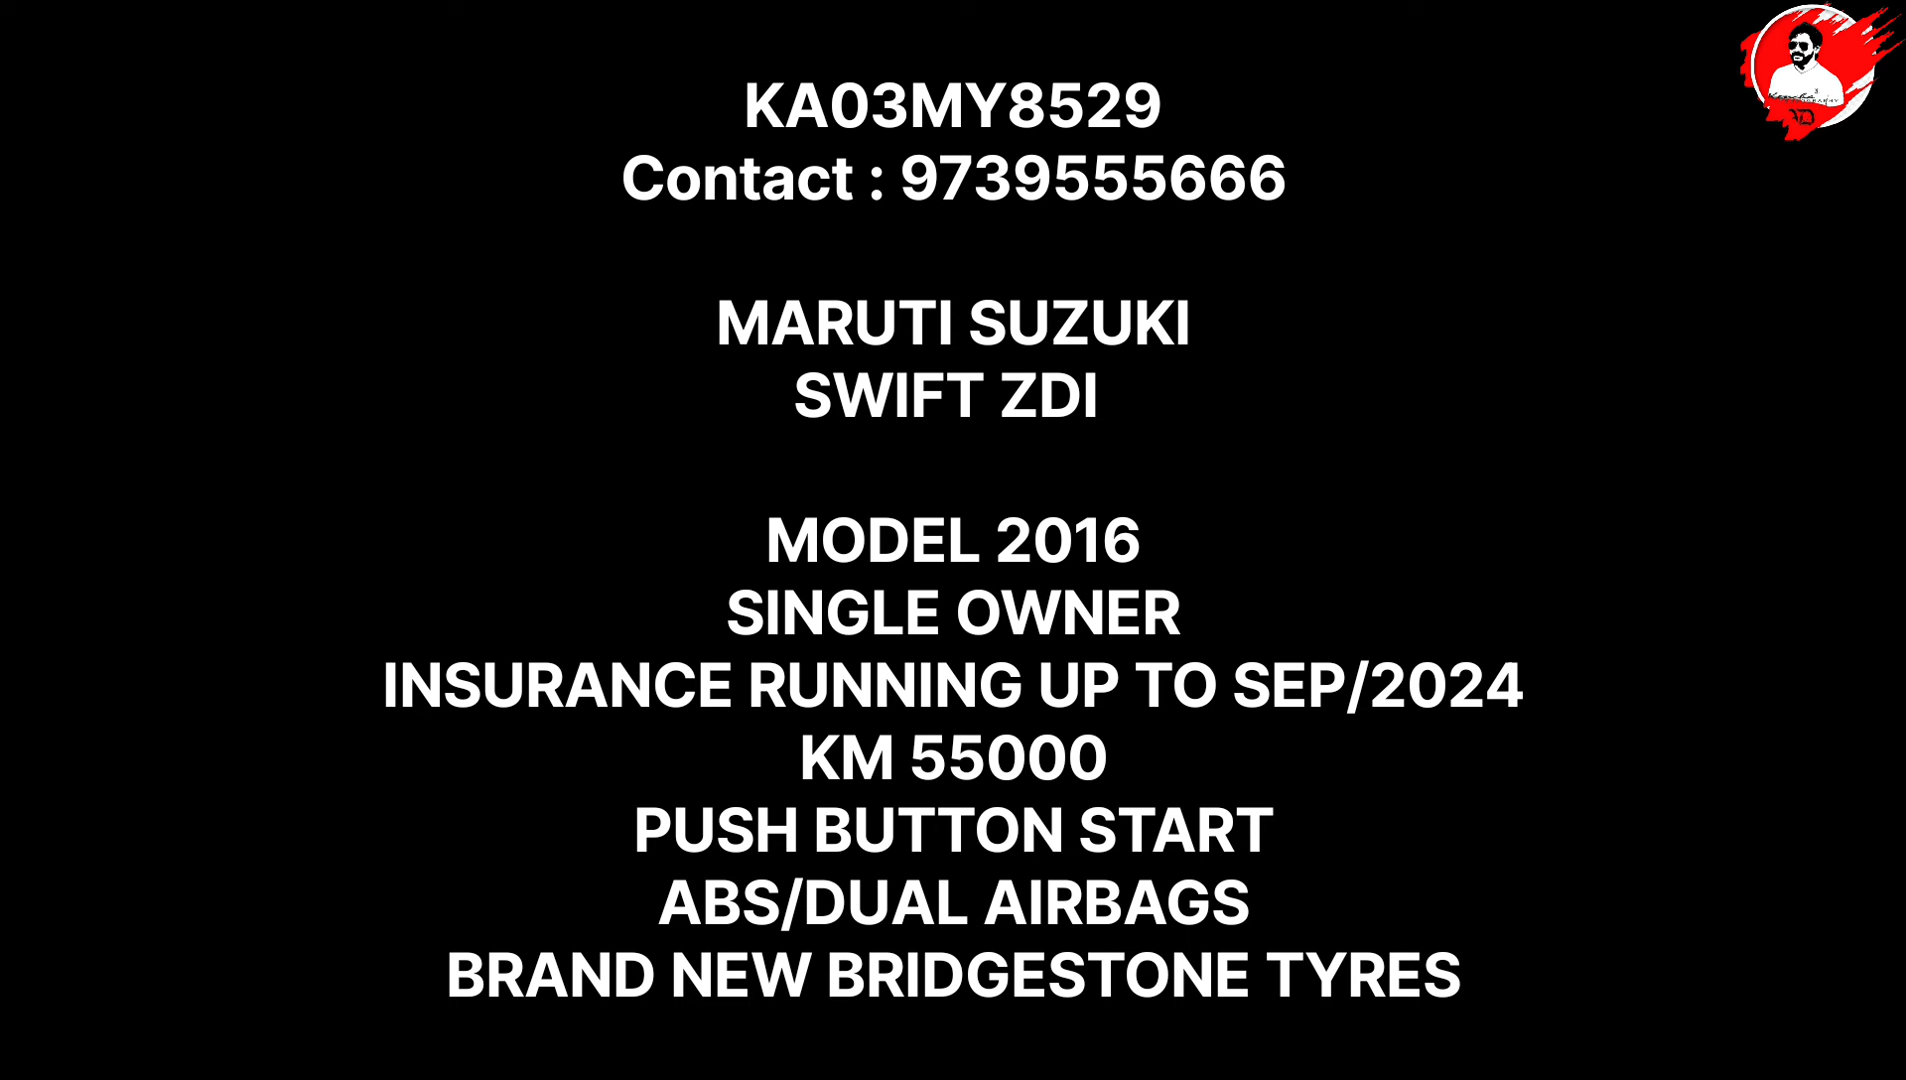 KA03MY8529
Contact : 9739555666
MARUTI SUZUKI
SWIFT ZDI
MODEL 2016
SINGLE OWNER
INSURANCE RUNNING UP TO SEP/2024
KM 55000
PUSH BUTTON START
ABS/DUAL AIRBAGS
BRAND NEW BRIDGESTONE TYRES